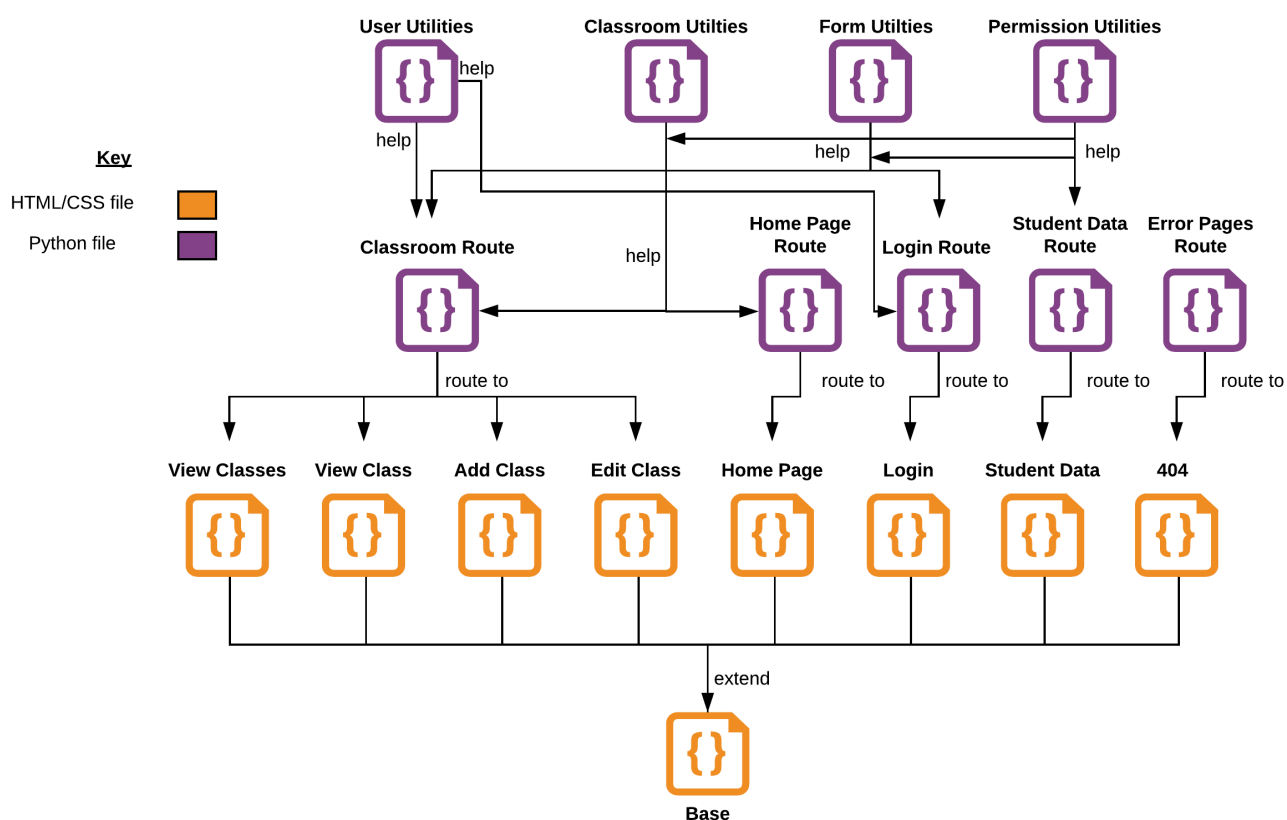 User Utilities
Classroom Utilties
Form Utilties
Permission Utilities
{}
{}
{}
{}
help
help
help
help
Key
HTML/CSS file
Python file
Classroom Route
help
Home Page
Route
Login Route
Student Data
Route
Error Pages
Route
{}
{}
{}
{}
{}
route to
route to
route to
route to
route to
View Classes
View Class
Add Class
Edit Class
Home Page
Login
Student Data
404
{}
{}
{}
{}
{}
{}
{}
{}
extend
{}
Base